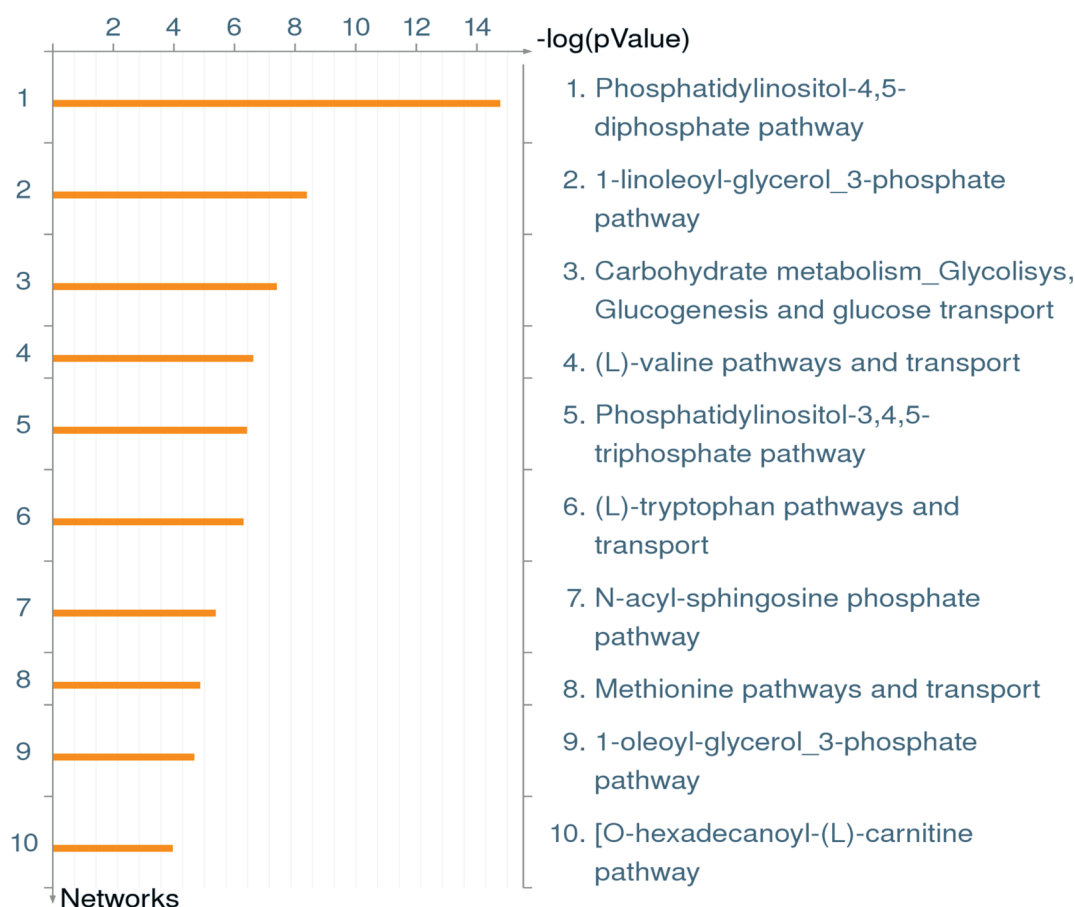 2 4 6 8 10 12 14
-log(pValue)
1
1. Phosphatidylinositol-4,5-
diphosphate pathway
2
2. 1-linoleoyl-glycerol_3-phosphate
pathway
3
3. Carbohydrate metabolism_Glycolisys,
Glucogenesis and glucose transport
4
4. (L)-valine pathways and transport
5
5. Phosphatidylinositol-3,4,5-
triphosphate pathway
6
6. (L)-tryptophan pathways and
transport
7
7. N-acyl-sphingosine phosphate
pathway
8
8. Methionine pathways and transport
9
9. 1-oleoyl-glycerol_3-phosphate
pathway
10
10. [O-hexadecanoyl-(L)-carnitine
pathway
Networks